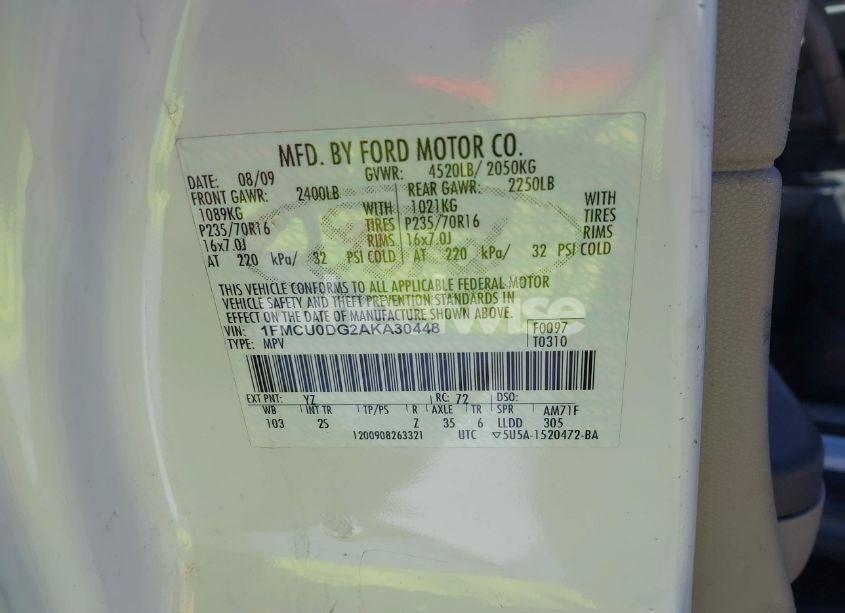 MFD. BY FORD MOTOR CO.
DATE: 08/09 GVWR: 4520LB/ 2050KG
FRONT GAWR: 2400LB REAR GAWR: 2250LB
1089KG WITH 1021KG WITH
P235/70R16 TIRES P235/70R16 TIRES
16x7.0J RIMS 16x7.0J RIMS
AT 220 kPa/ 32 PSI COLD AT 220 kPa/ 32 PSI COLD
THIS VEHICLE CONFORMS TO ALL APPLICABLE FEDERAL MOTOR
VEHICLE SAFETY AND THEFT PREVENTION STANDARDS IN
EFFECT ON THE DATE OF MANUFACTURE SHOWN ABOVE.
VIN: 1FMCU0DG2AKA30448 F0097
TYPE: MPV T0310
EXT PNT: YZ RC: 72 DSO:
WB INT TR TP/PS R AXLE TR SPR AM71F
103 2S Z 35 6 LLDD 305
1200908263321 UTC ▽5U5A-1520472-BA